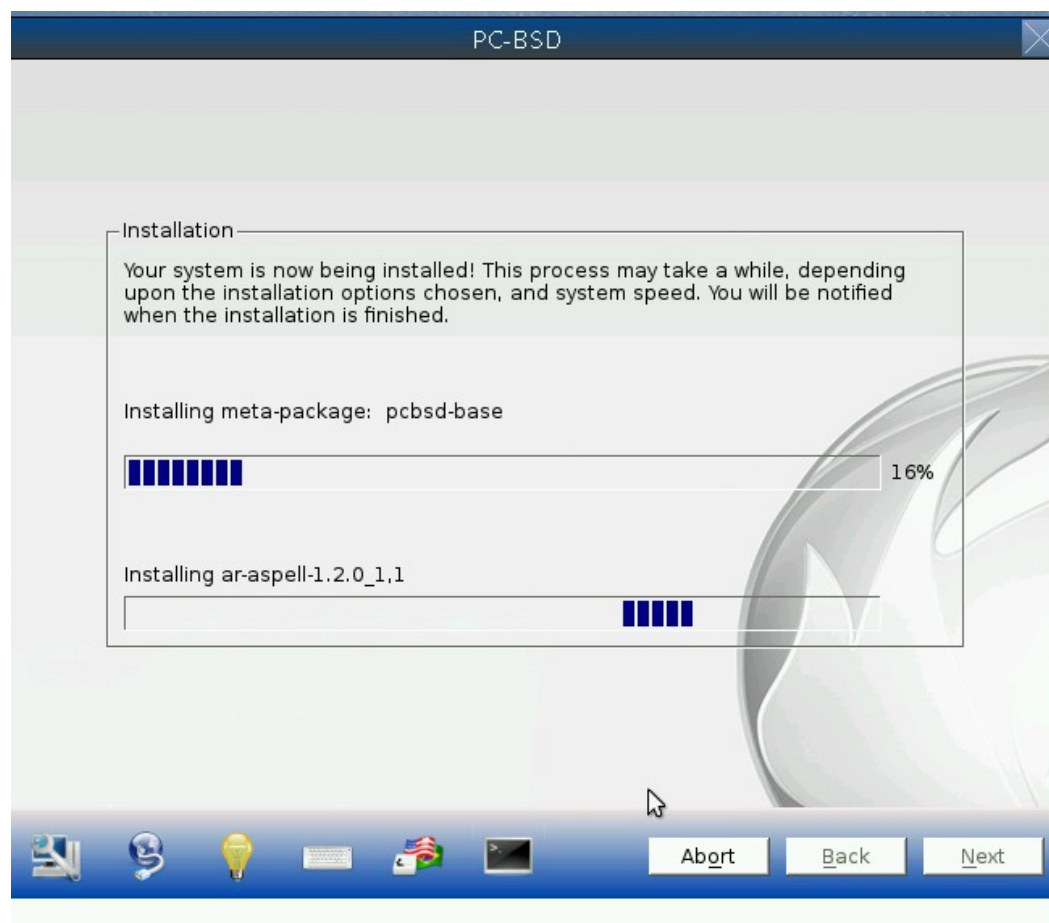 PC-BSD
Installation
Your system is now being installed! This process may take a while, depending
upon the installation options chosen, and system speed. You will be notified
when the installation is finished.
Installing meta-package: pcbsd-base
16%
Installing ar-aspell-1.2.0_1,1
Abort Back Next